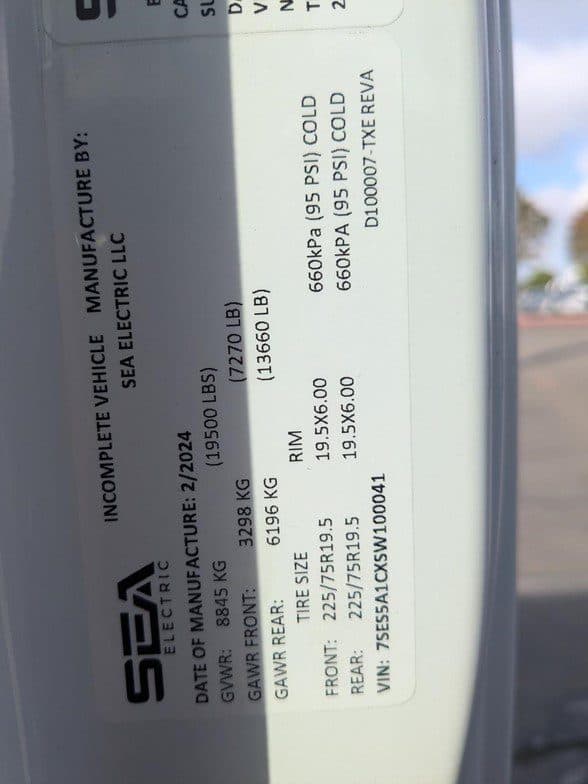 SEA
ELECTRIC
INCOMPLETE VEHICLE MANUFACTURE BY:
SEA ELECTRIC LLC
DATE OF MANUFACTURE: 2/2024
GVWR: 8845 KG (19500 LBS)
GAWR FRONT: 3298 KG (7270 LB)
GAWR REAR: 6196 KG (13660 LB)
TIRE SIZE RIM
FRONT: 225/75R19.5 19.5X6.00 660kPa (95 PSI) COLD
REAR: 225/75R19.5 19.5X6.00 660kPA (95 PSI) COLD
VIN: 7SES5A1CXSW100041 D100007-TXE REVA